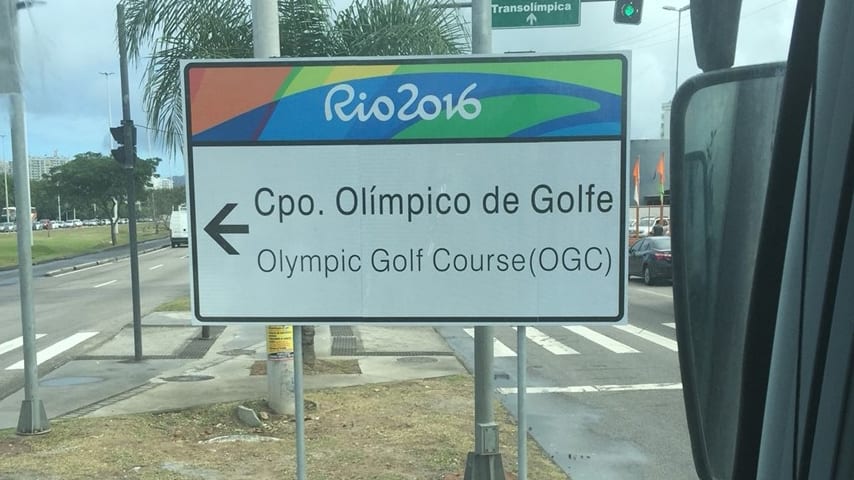 Transolímpica
Rio2016
Cpo. Olímpico de Golfe
Olympic Golf Course(OGC)